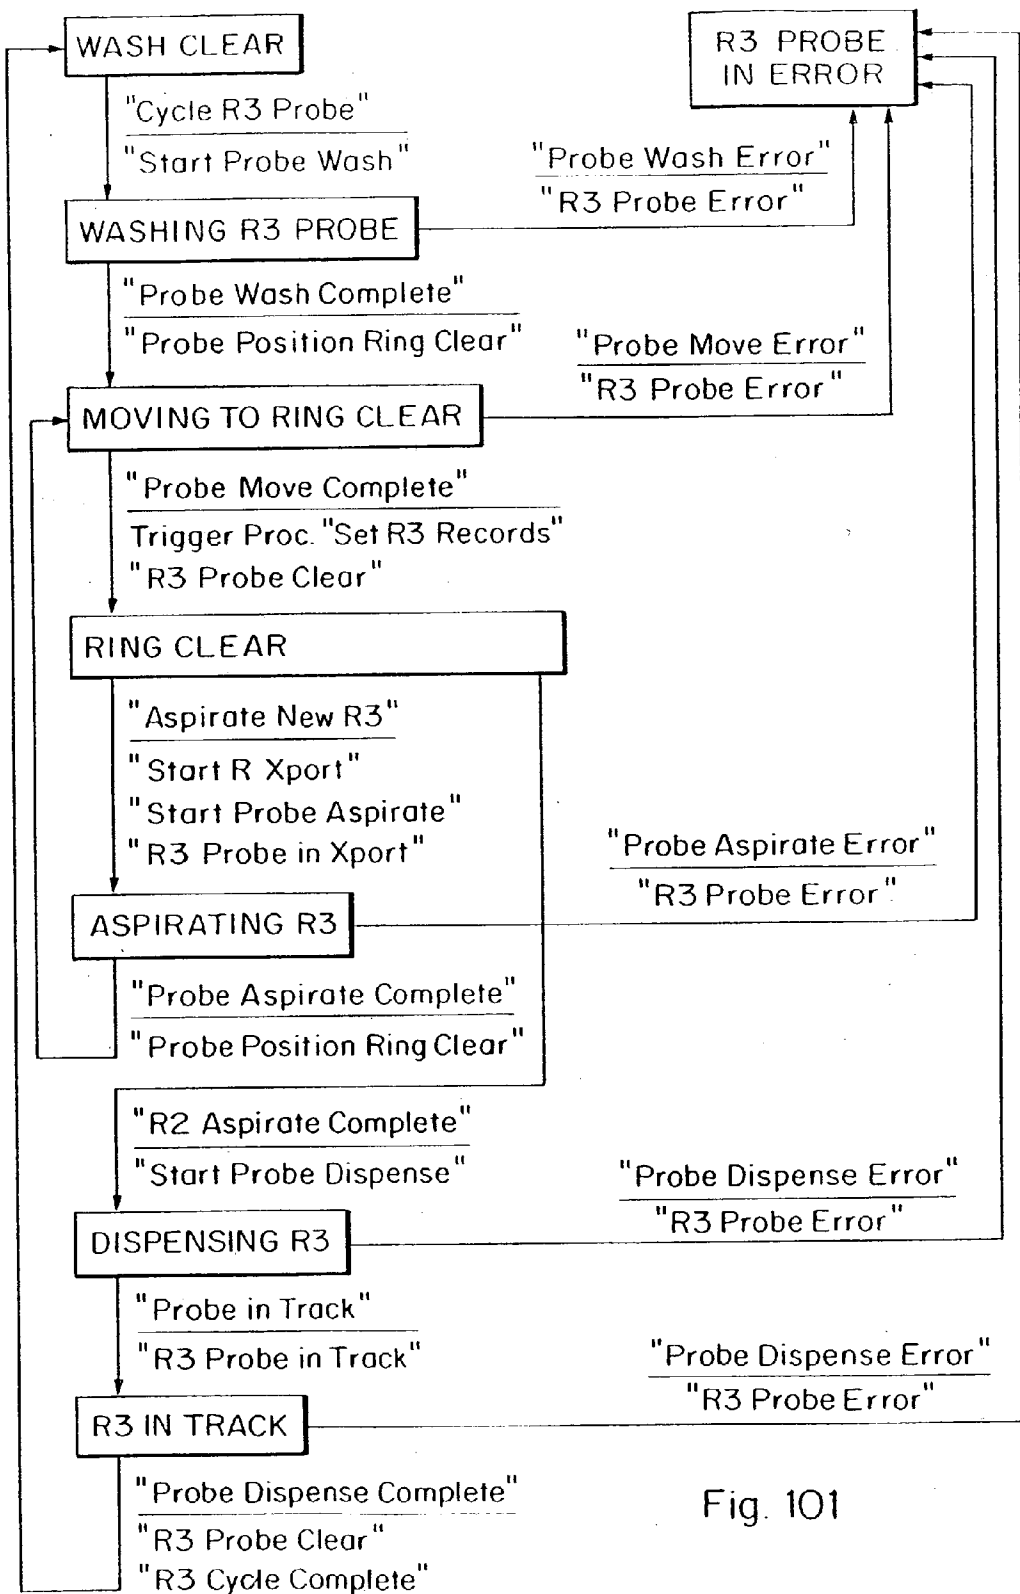 WASH CLEAR
R3 PROBE
IN ERROR
"Cycle R3 Probe"
"Start Probe Wash"
"Probe Wash Error"
"R3 Probe Error"
WASHING R3 PROBE
"Probe Wash Complete"
"Probe Position Ring Clear"
"Probe Move Error"
"R3 Probe Error"
MOVING TO RING CLEAR
"Probe Move Complete"
Trigger Proc. "Set R3 Records"
"R3 Probe Clear"
RING CLEAR
"Aspirate New R3"
"Start R Xport"
"Start Probe Aspirate"
"R3 Probe in Xport"
"Probe Aspirate Error"
"R3 Probe Error"
ASPIRATING R3
"Probe Aspirate Complete"
"Probe Position Ring Clear"
"R2 Aspirate Complete"
"Start Probe Dispense"
"Probe Dispense Error"
"R3 Probe Error"
DISPENSING R3
"Probe in Track"
"R3 Probe in Track"
"Probe Dispense Error"
"R3 Probe Error"
R3 IN TRACK
"Probe Dispense Complete"
"R3 Probe Clear"
"R3 Cycle Complete"
Fig. 101